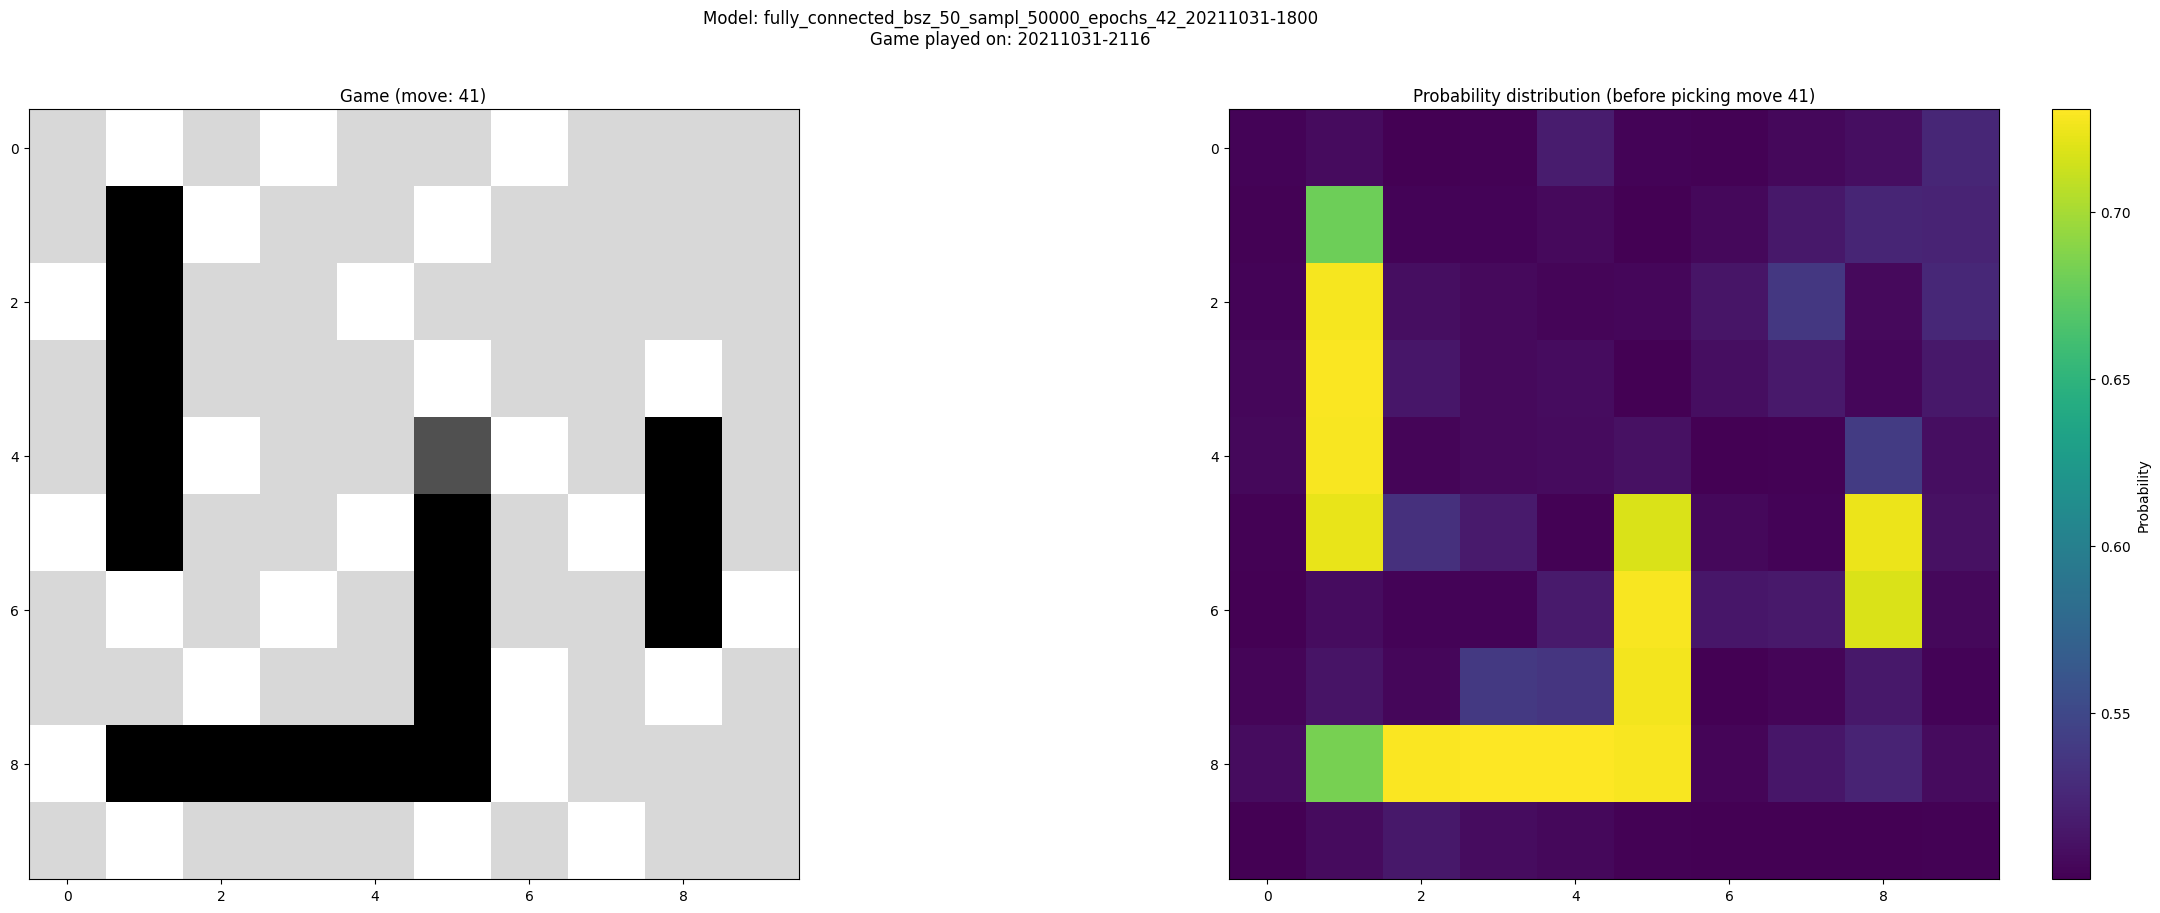 Model: fully_connected_bsz_50_sampl_50000_epochs_42_20211031-1800
Game played on: 20211031-2116
Game (move: 41)
0
2
4
6
8
0 2 4 6 8
Probability distribution (before picking move 41)
0
2
4
6
8
0 2 4 6 8
0.70
0.65
0.60
0.55
Probability